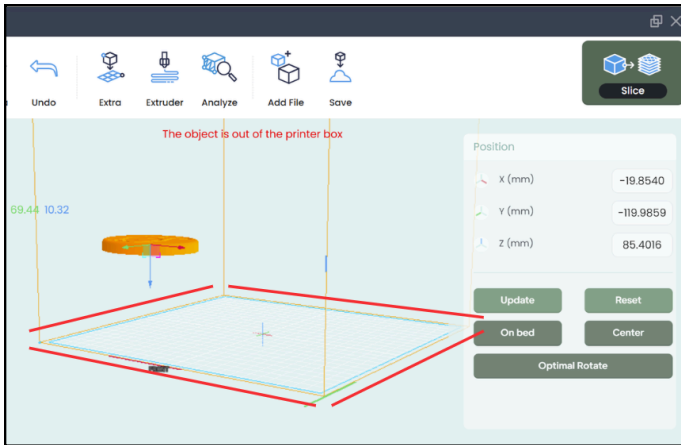 Undo
Extra
Extruder
Analyze
Add File
Save
Slice
The object is out of the printer box
Position
X (mm)
-19.8540
69.44 10.32
Y (mm)
-119.9859
Z (mm)
85.4016
Update
Reset
On bed
Center
Optimal Rotate